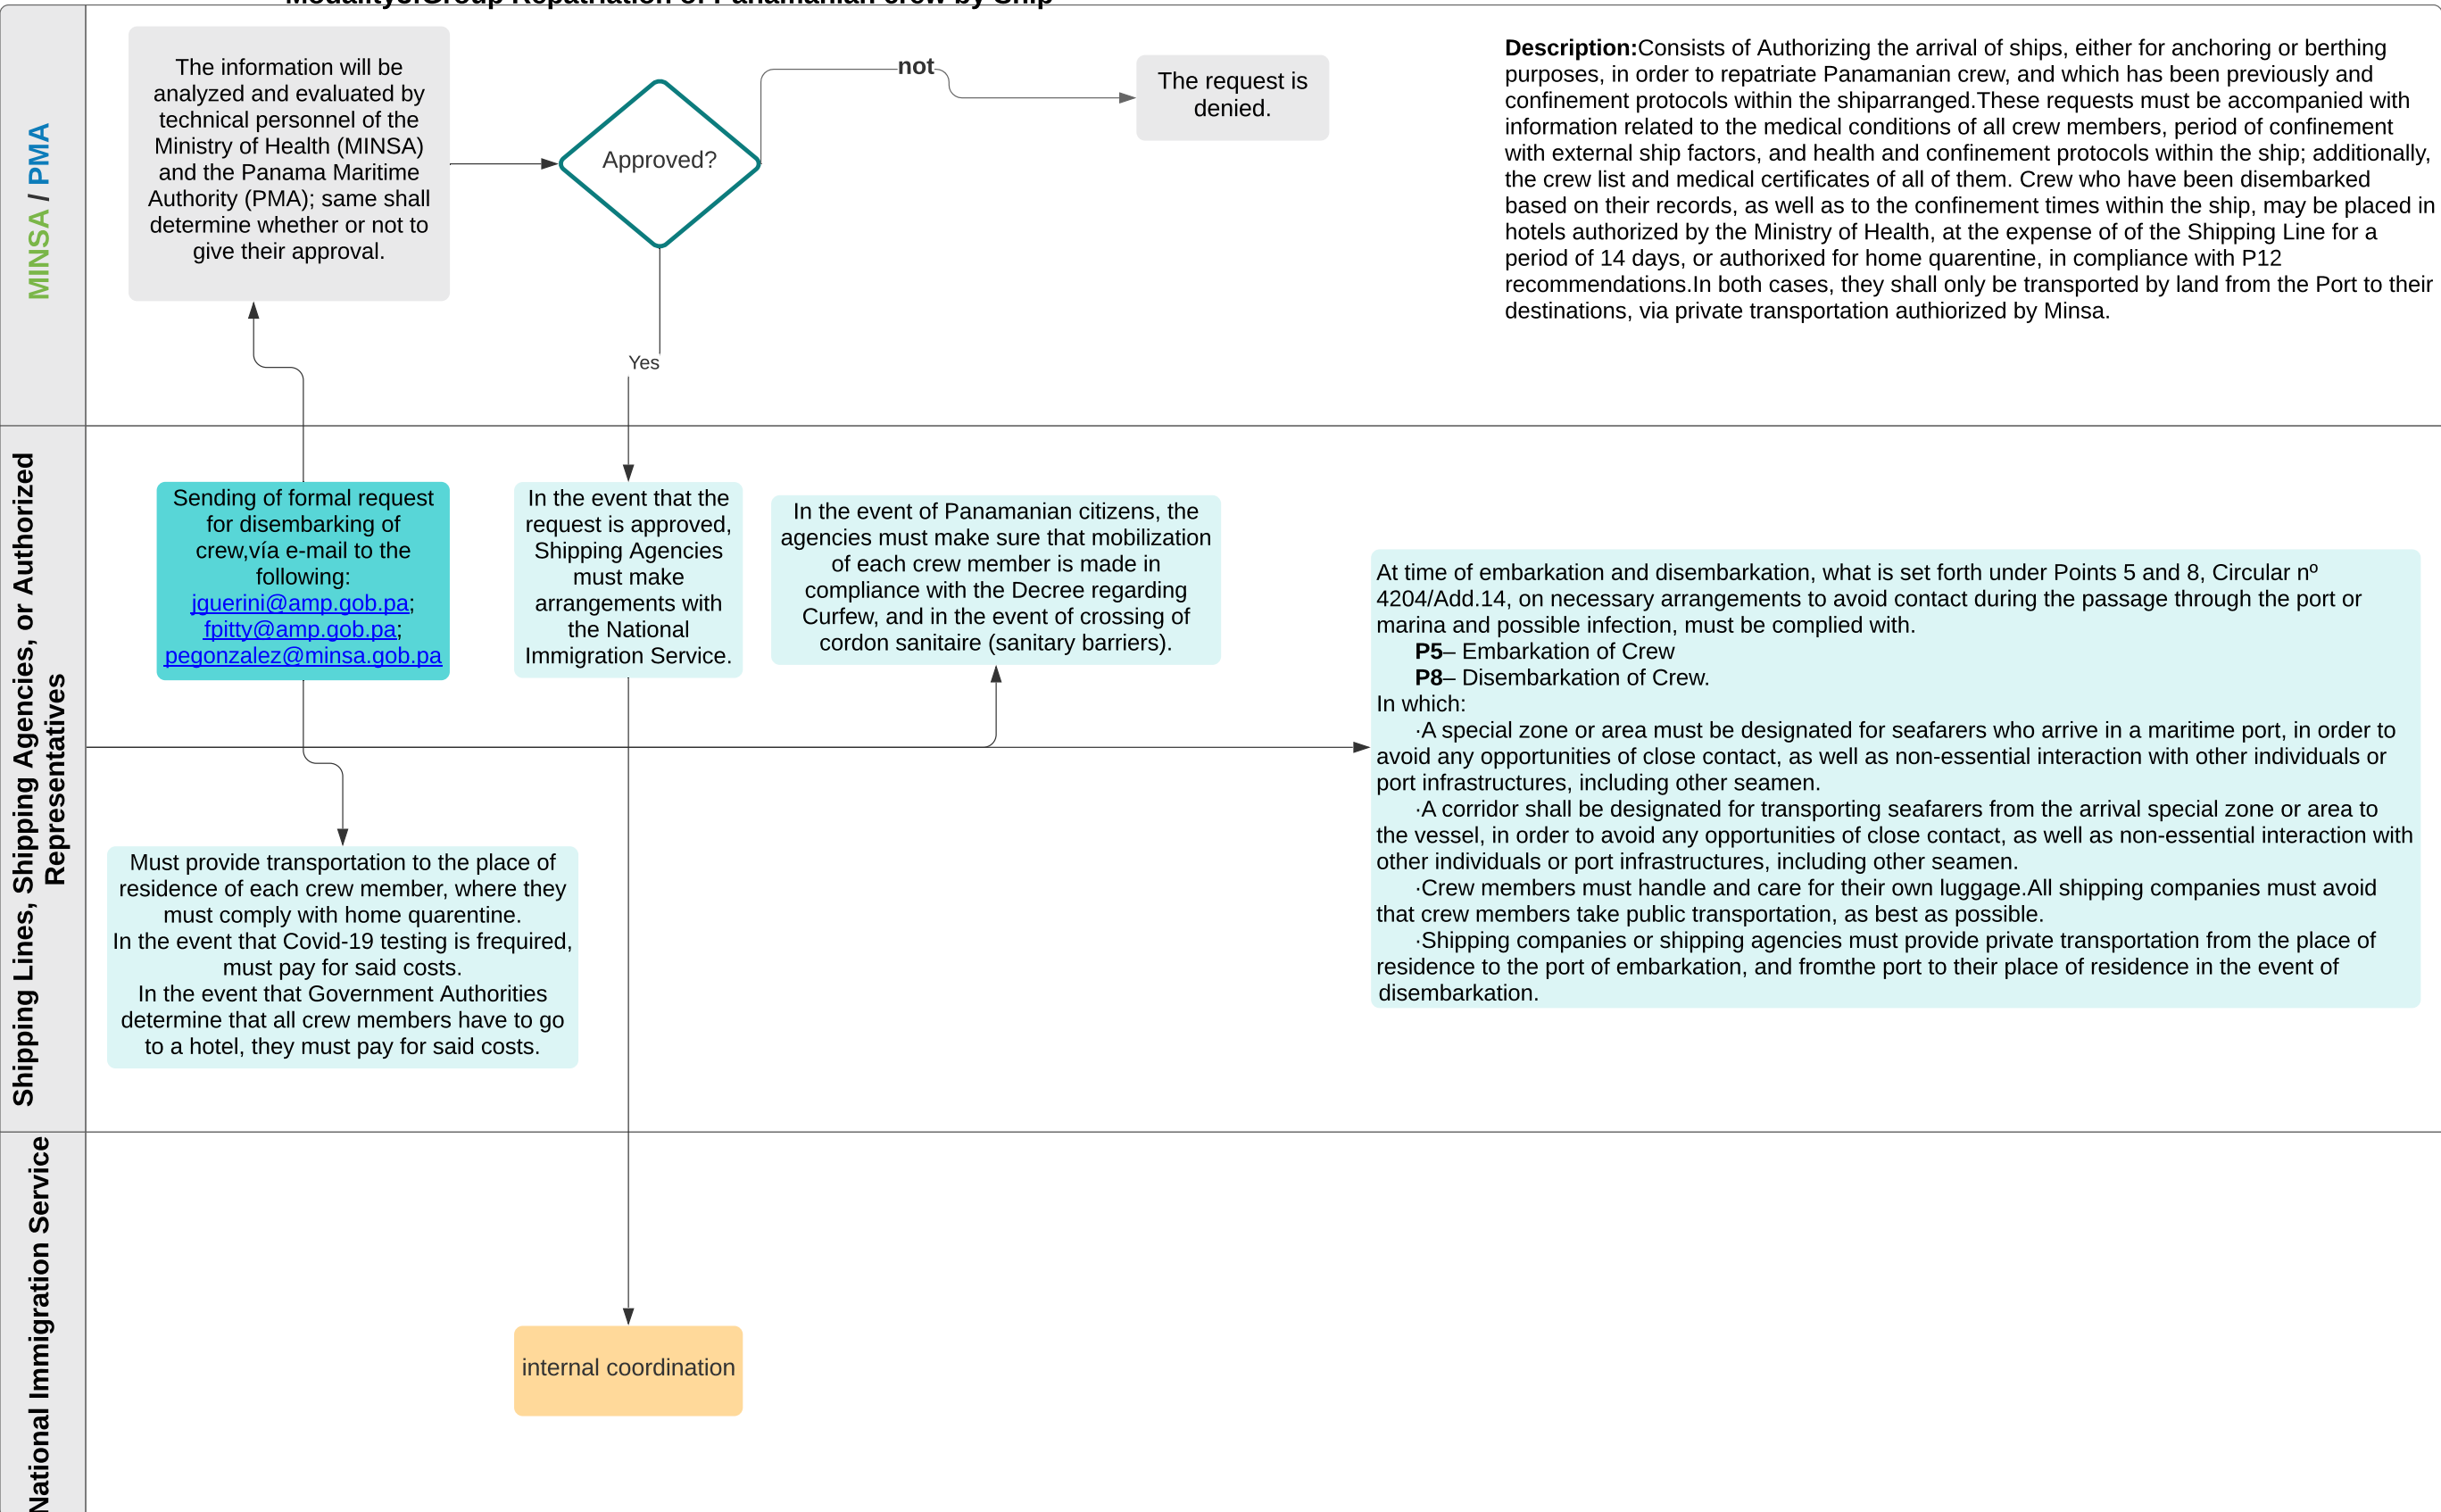 Modality3:Group Repatriation of Panamanian crew by Ship
MINSA / PMA
The information will be
analyzed and evaluated by
technical personnel of the
Ministry of Health (MINSA)
and the Panama Maritime
Authority (PMA); same shall
determine whether or not to
give their approval.
Approved?
not
The request is
denied.
Yes
Description:Consists of Authorizing the arrival of ships, either for anchoring or berthing
purposes, in order to repatriate Panamanian crew, and which has been previously and
confinement protocols within the shiparranged.These requests must be accompanied with
information related to the medical conditions of all crew members, period of confinement
with external ship factors, and health and confinement protocols within the ship; additionally,
the crew list and medical certificates of all of them. Crew who have been disembarked
based on their records, as well as to the confinement times within the ship, may be placed in
hotels authorized by the Ministry of Health, at the expense of of the Shipping Line for a
period of 14 days, or authorixed for home quarentine, in compliance with P12
recommendations.In both cases, they shall only be transported by land from the Port to their
destinations, via private transportation authiorized by Minsa.
Shipping Lines, Shipping Agencies, or Authorized
Representatives
Sending of formal request
for disembarking of
crew,vía e-mail to the
following:
jguerini@amp.gob.pa;
fpitty@amp.gob.pa;
pegonzalez@minsa.gob.pa
In the event that the
request is approved,
Shipping Agencies
must make
arrangements with
the National
Immigration Service.
In the event of Panamanian citizens, the
agencies must make sure that mobilization
of each crew member is made in
compliance with the Decree regarding
Curfew, and in the event of crossing of
cordon sanitaire (sanitary barriers).
At time of embarkation and disembarkation, what is set forth under Points 5 and 8, Circular nº
4204/Add.14, on necessary arrangements to avoid contact during the passage through the port or
marina and possible infection, must be complied with.
P5– Embarkation of Crew
P8– Disembarkation of Crew.
In which:
·A special zone or area must be designated for seafarers who arrive in a maritime port, in order to
avoid any opportunities of close contact, as well as non-essential interaction with other individuals or
port infrastructures, including other seamen.
·A corridor shall be designated for transporting seafarers from the arrival special zone or area to
the vessel, in order to avoid any opportunities of close contact, as well as non-essential interaction with
other individuals or port infrastructures, including other seamen.
·Crew members must handle and care for their own luggage.All shipping companies must avoid
that crew members take public transportation, as best as possible.
·Shipping companies or shipping agencies must provide private transportation from the place of
residence to the port of embarkation, and fromthe port to their place of residence in the event of
disembarkation.
Must provide transportation to the place of
residence of each crew member, where they
must comply with home quarentine.
In the event that Covid-19 testing is frequired,
must pay for said costs.
In the event that Government Authorities
determine that all crew members have to go
to a hotel, they must pay for said costs.
National Immigration Service
internal coordination